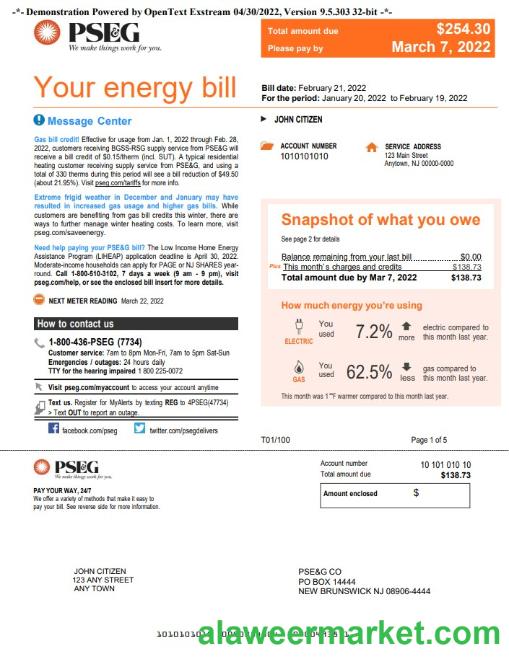 -*- Demonstration Powered by OpenText Exstream 04/30/2022, Version 9.5.303 32-bit -*-
PSE&G
We make things work for you.
Total amount due $254.30
Please pay by March 7, 2022
Your energy bill
Bill date: February 21, 2022
For the period: January 20, 2022 to February 19, 2022
Message Center
Gas bill credit! Effective for usage from Jan. 1, 2022 through Feb. 28,
2022, customers receiving BGSS-RSG supply service from PSE&G will
receive a bill credit of $0.15/therm (incl. SUT). A typical residential
heating customer receiving supply service from PSE&G, and using a
total of 330 therms during this period will see a bill reduction of $49.50
(about 21.95%). Visit pseg.com/tariffs for more info.
Extreme frigid weather in December and January may have
resulted in increased gas usage and higher gas bills. While
customers are benefiting from gas bill credits this winter, there are
ways to further manage winter heating costs. To learn more, visit
pseg.com/saveenergy.
Need help paying your PSE&G bill? The Low Income Home Energy
Assistance Program (LIHEAP) application deadline is April 30, 2022.
Moderate-income households can apply for PAGE or NJ SHARES year-
round. Call 1-800-510-3102, 7 days a week (9 am - 9 pm), visit
pseg.com/help, or see the enclosed bill insert for more details.
NEXT METER READING March 22, 2022
How to contact us
1-800-436-PSEG (7734)
Customer service: 7am to 8pm Mon-Fri, 7am to 5pm Sat-Sun
Emergencies / outages: 24 hours daily
TTY for the hearing impaired 1 800 225-0072
Visit pseg.com/myaccount to access your account anytime
Text us. Register for MyAlerts by texting REG to 4PSEG(47734)
> Text OUT to report an outage.
facebook.com/pseg twitter.com/psegdelivers
JOHN CITIZEN
ACCOUNT NUMBER
1010101010
SERVICE ADDRESS
123 Main Street
Anytown, NJ 00000-0000
Snapshot of what you owe
See page 2 for details
Balance remaining from your last bill $0.00
Plus This month's charges and credits $138.73
Total amount due by Mar 7, 2022 $138.73
How much energy you're using
ELECTRIC You used 7.2% more electric compared to this month last year.
GAS You used 62.5% less gas compared to this month last year.
This month was 1 °F warmer compared to this month last year.
T01/100 Page 1 of 5
PSE&G
We make things work for you.
PAY YOUR WAY, 24/7
We offer a variety of methods that make it easy to
pay your bill. See reverse side for more information.
Account number 10 101 010 10
Total amount due $138.73
Amount enclosed $
JOHN CITIZEN
123 ANY STREET
ANY TOWN
PSE&G CO
PO BOX 14444
NEW BRUNSWICK NJ 08906-4444
alaweermarket.com